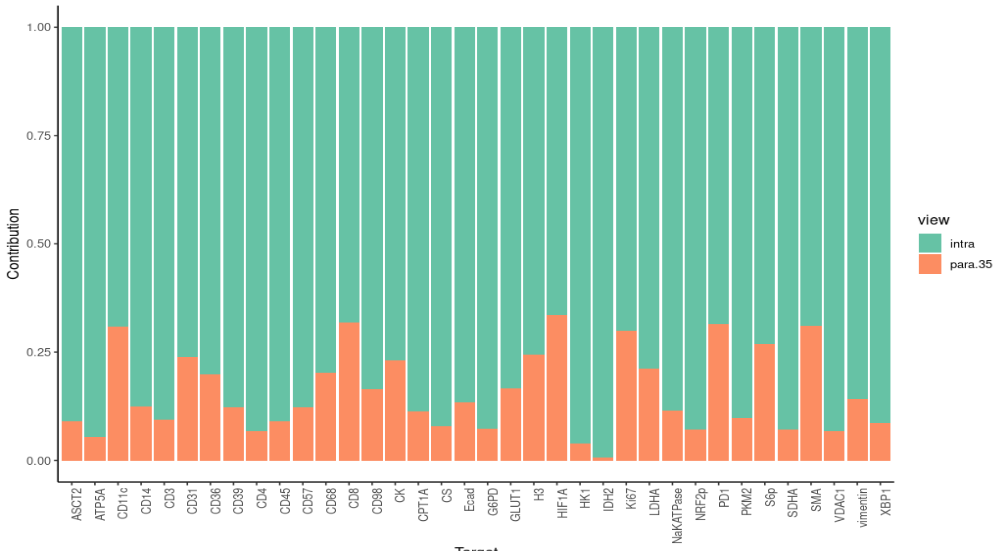 1.00
0.75
0.50
0.25
0.00
Contribution
ASCT2
ATP5A
CD11c
CD14
CD3
CD31
CD36
CD39
CD4
CD45
CD57
CD68
CD8
CD98
CK
CPT1A
CS
Ecad
G6PD
GLUT1
H3
HIF1A
HK1
IDH2
Ki67
LDHA
NaKATPase
NRF2p
PD1
PKM2
S6p
SDHA
SMA
VDAC1
vimentin
XBP1
Target
view
intra
para.35